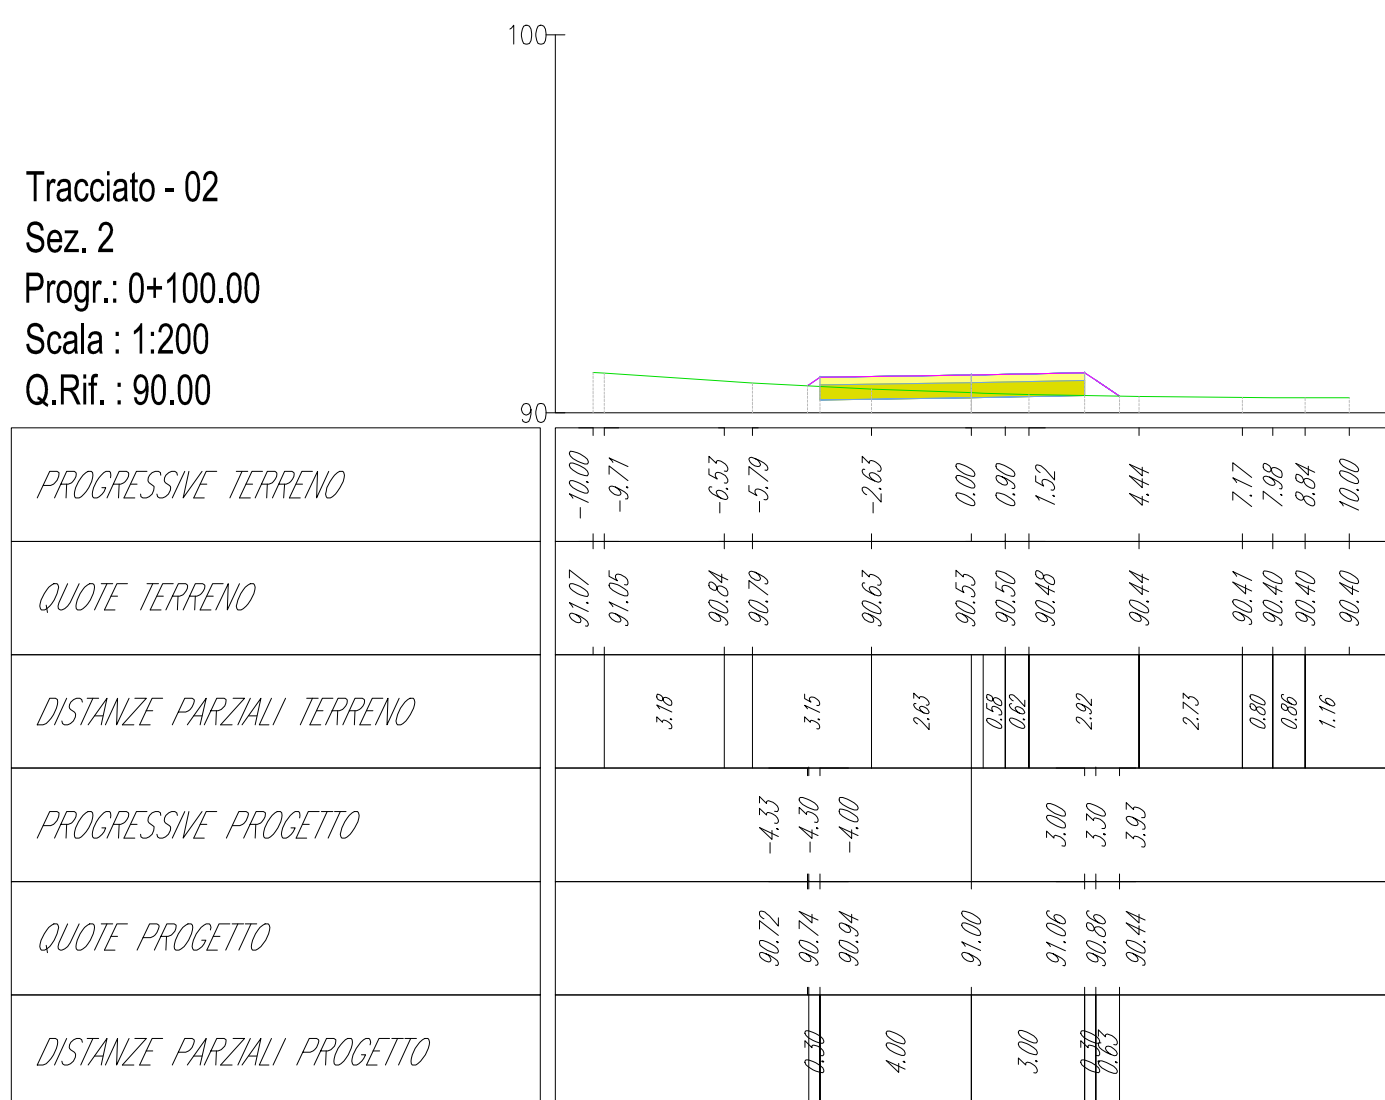 100
Tracciato - 02
Sez. 2
Progr.: 0+100.00
Scala : 1:200
Q.Rif. : 90.00
90
PROGRESSIVE TERRENO -10.00 -9.71 -6.53 -5.79 -2.63 0.00 0.90 1.52 4.44 7.17 7.98 8.84 10.00
QUOTE TERRENO 91.07 91.05 90.84 90.79 90.63 90.53 90.50 90.48 90.44 90.41 90.40 90.40 90.40
DISTANZE PARZIALI TERRENO 3.18 3.15 2.63 0.58 0.62 2.92 2.73 0.80 0.86 1.16
PROGRESSIVE PROGETTO -4.33 -4.30 -4.00 3.00 3.30 3.93
QUOTE PROGETTO 90.72 90.74 90.94 91.00 91.06 90.86 90.44
DISTANZE PARZIALI PROGETTO 0.30 4.00 3.00 0.30 0.63